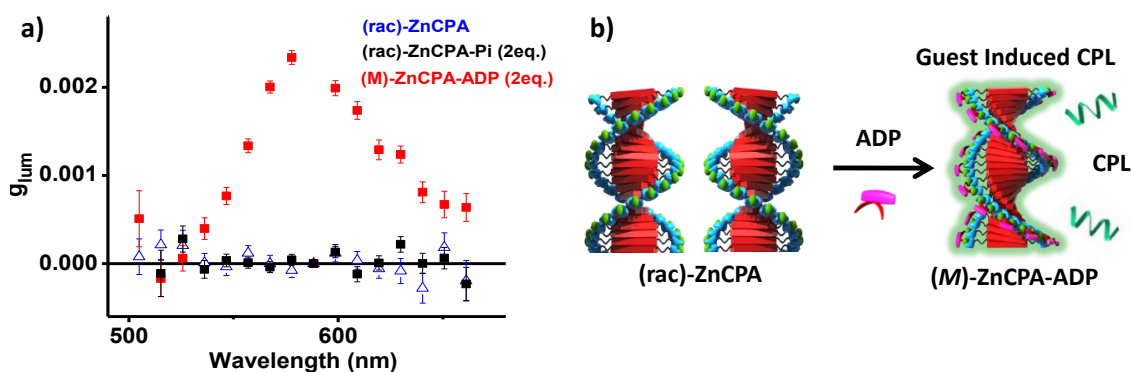 a)
(rac)-ZnCPA
(rac)-ZnCPA-Pi (2eq.)
(M)-ZnCPA-ADP (2eq.)
0.002
0.001
0.000
g_lum
500
600
Wavelength (nm)
b)
Guest Induced CPL
ADP
CPL
(rac)-ZnCPA
(M)-ZnCPA-ADP